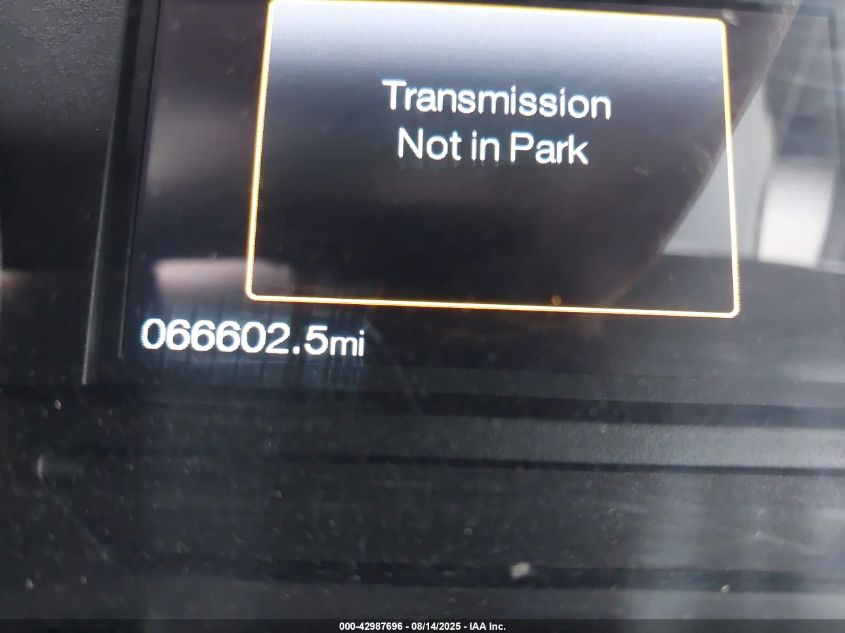 Transmission
Not in Park
066602.5mi
000-42987696 - 08/14/2025 - IAA Inc.